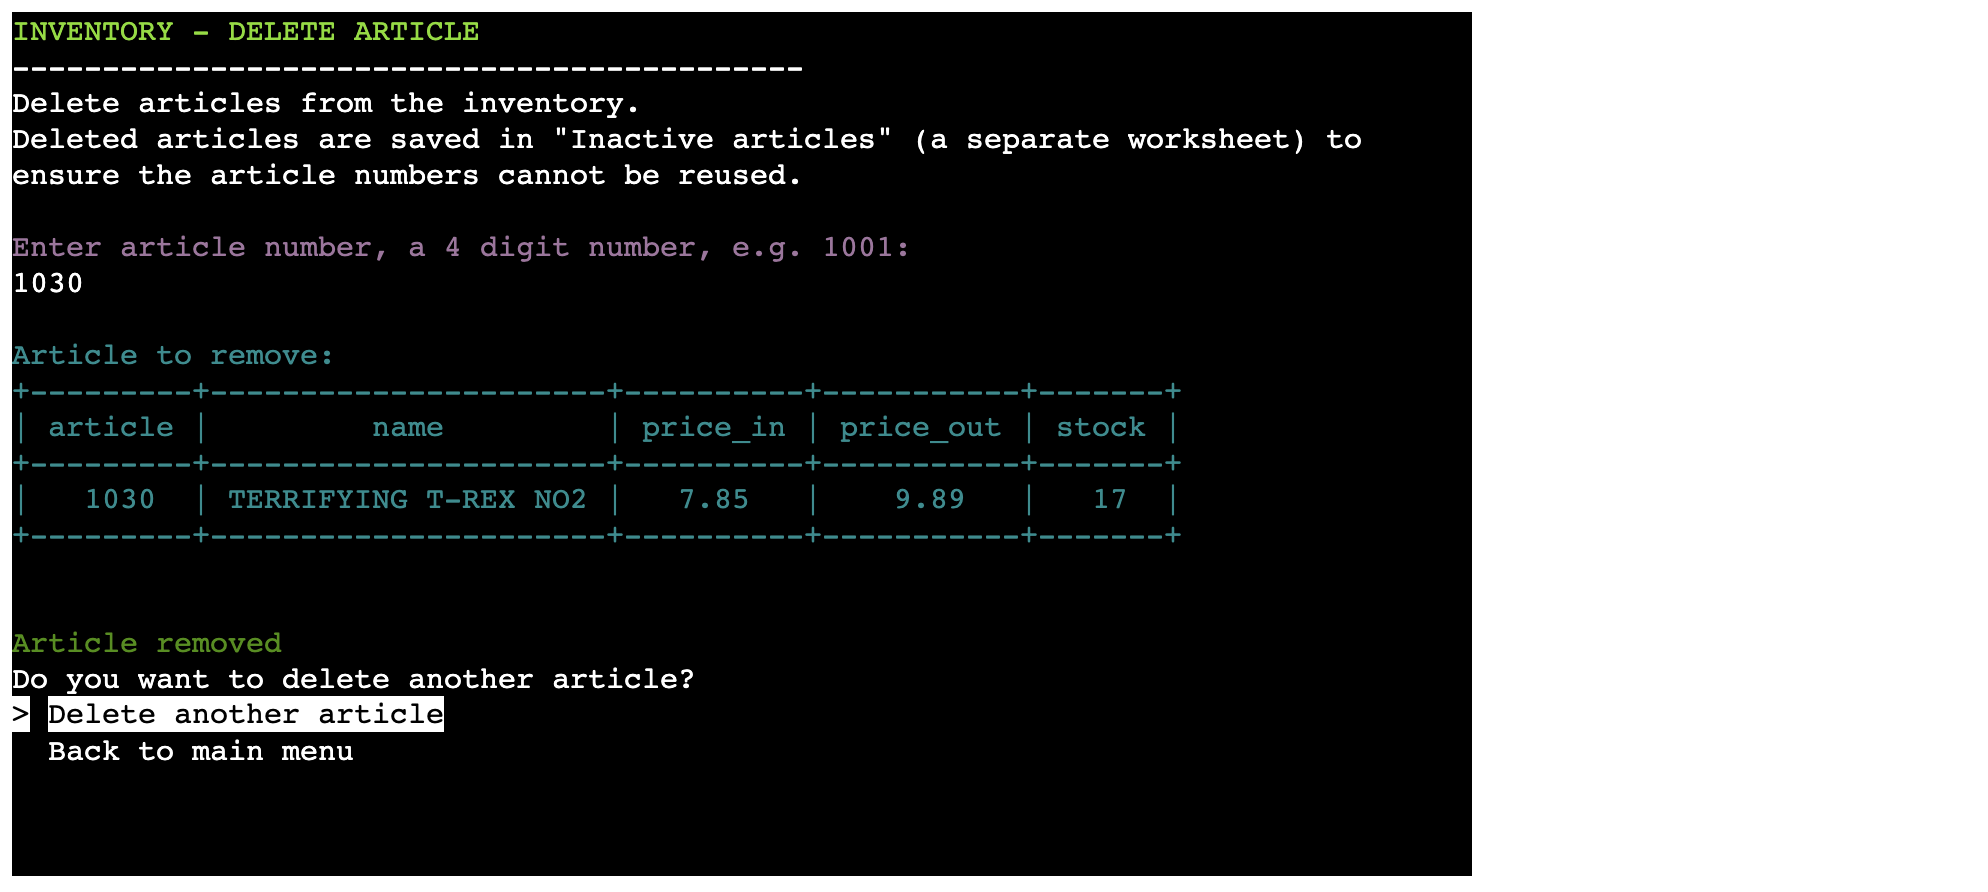 INVENTORY - DELETE ARTICLE
--------------------------------------------
Delete articles from the inventory.
Deleted articles are saved in "Inactive articles" (a separate worksheet) to
ensure the article numbers cannot be reused.
Enter article number, a 4 digit number, e.g. 1001:
1030
Article to remove:
+---------+----------------------+----------+-----------+-------+
| article |         name         | price_in | price_out | stock |
+---------+----------------------+----------+-----------+-------+
|   1030  | TERRIFYING T-REX NO2 |   7.85   |    9.89   |   17  |
+---------+----------------------+----------+-----------+-------+
Article removed
Do you want to delete another article?
> Delete another article
  Back to main menu